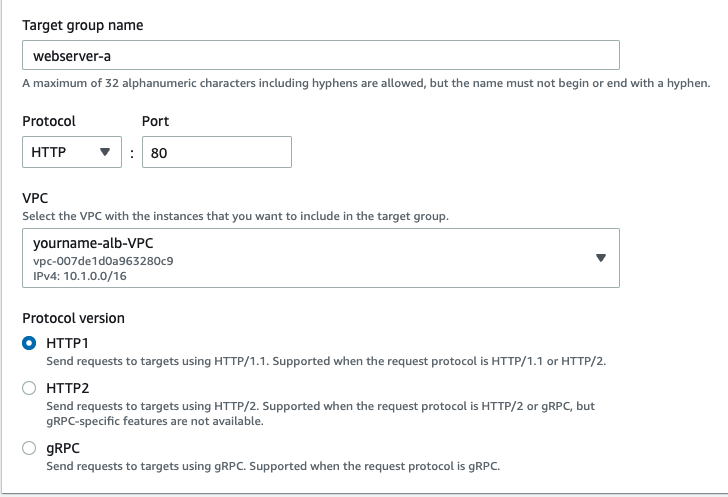 Target group name
webserver-a
A maximum of 32 alphanumeric characters including hyphens are allowed, but the name must not begin or end with a hyphen.
Protocol Port
HTTP : 80
VPC
Select the VPC with the instances that you want to include in the target group.
yourname-alb-VPC
vpc-007de1d0a963280c9
IPv4: 10.1.0.0/16
Protocol version
HTTP1
Send requests to targets using HTTP/1.1. Supported when the request protocol is HTTP/1.1 or HTTP/2.
HTTP2
Send requests to targets using HTTP/2. Supported when the request protocol is HTTP/2 or gRPC, but
gRPC-specific features are not available.
gRPC
Send requests to targets using gRPC. Supported when the request protocol is gRPC.